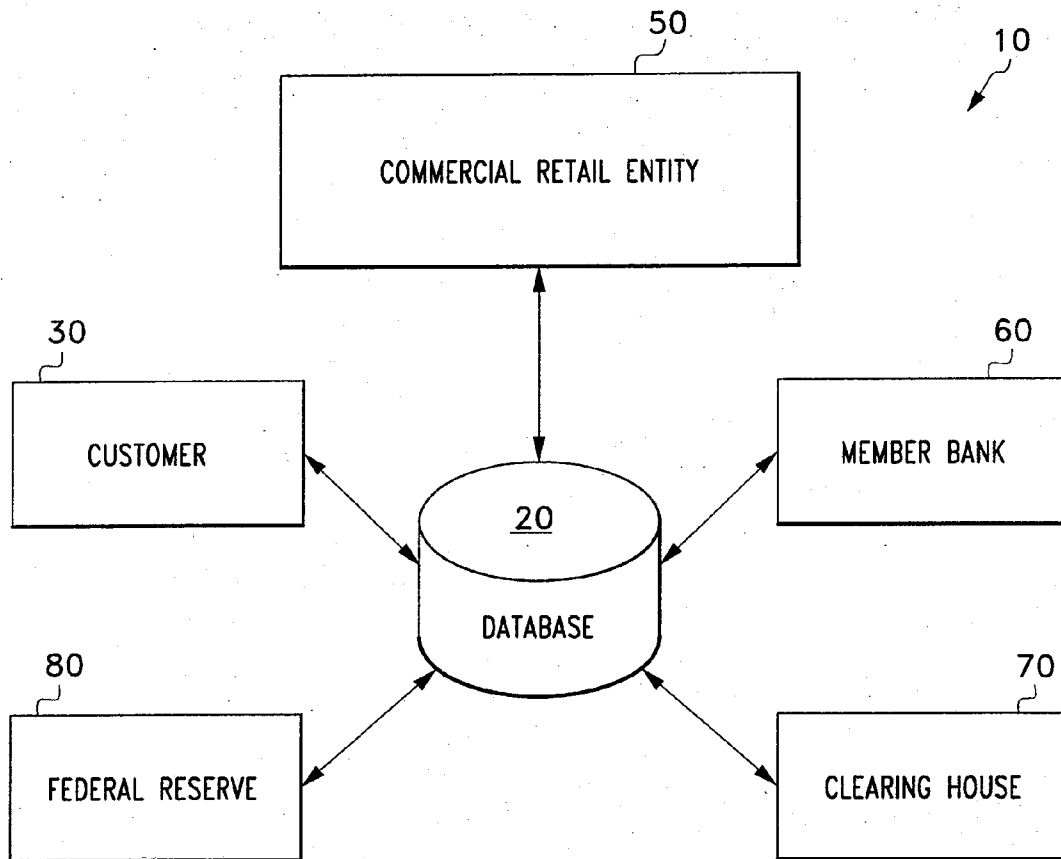 50
10
COMMERCIAL RETAIL ENTITY
30
60
CUSTOMER
MEMBER BANK
20
DATABASE
80
70
FEDERAL RESERVE
CLEARING HOUSE